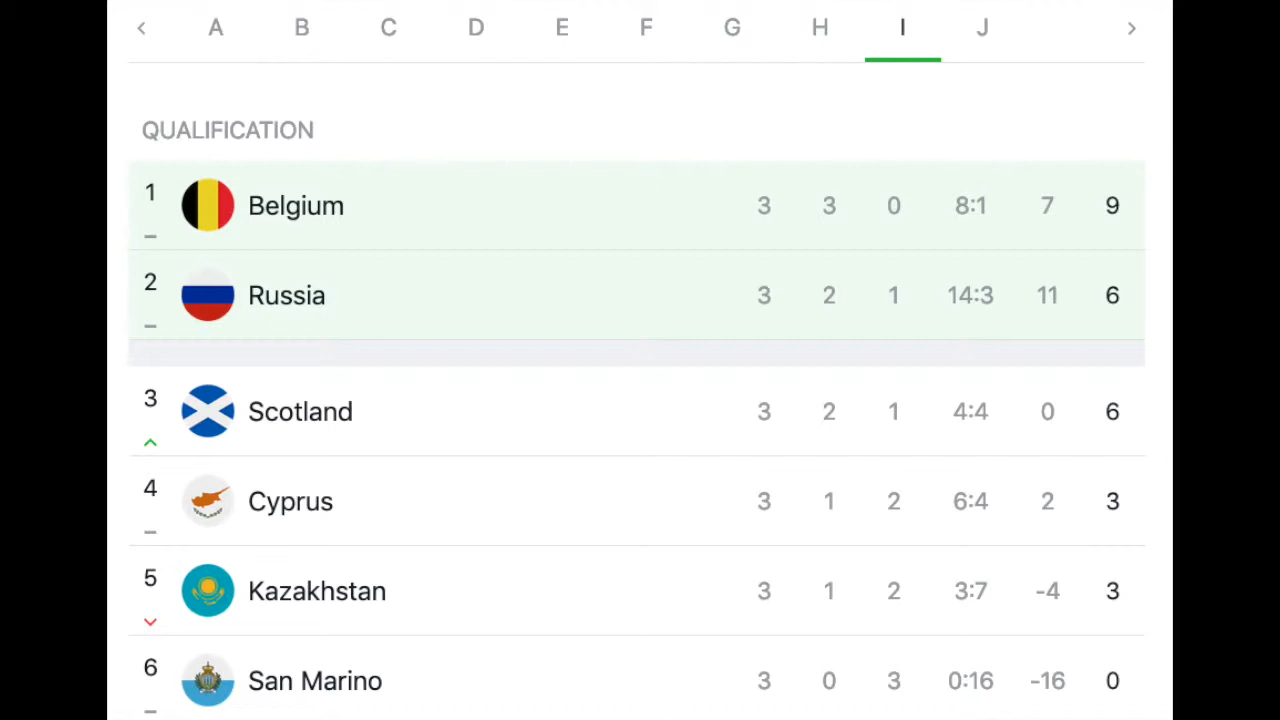 A B C D E F G H I J
QUALIFICATION
1 Belgium 3 3 0 8:1 7 9
2 Russia 3 2 1 14:3 11 6
3 Scotland 3 2 1 4:4 0 6
4 Cyprus 3 1 2 6:4 2 3
5 Kazakhstan 3 1 2 3:7 -4 3
6 San Marino 3 0 3 0:16 -16 0